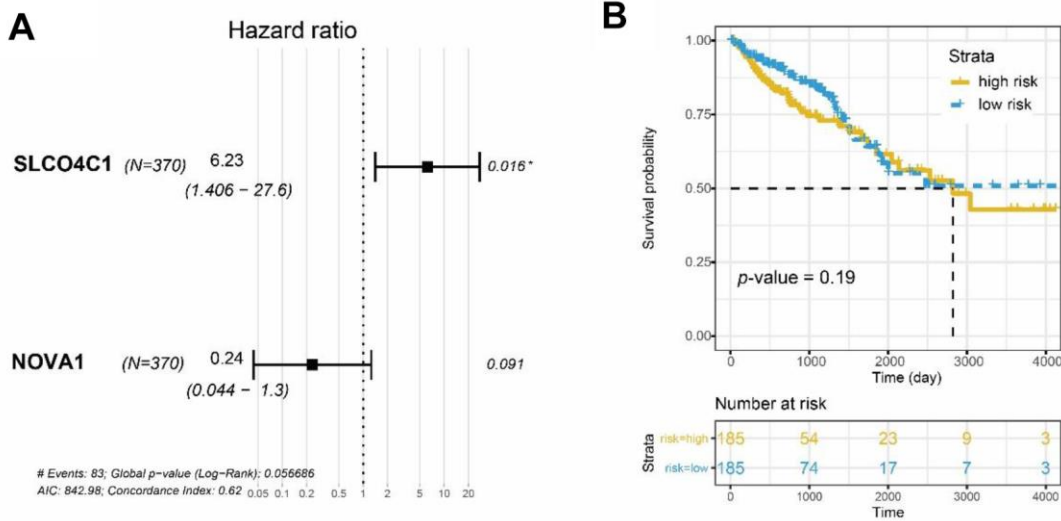 A
Hazard ratio
SLCO4C1 (N=370) 6.23 0.016 *
(1.406 − 27.6)
NOVA1 (N=370) 0.24 0.091
(0.044 − 1.3)
# Events: 83; Global p−value (Log−Rank): 0.056686
AIC: 842.98; Concordance Index: 0.62
0.05 0.1 0.2 0.5 1 2 5 10 20
B
Survival probability
1.00
0.75
0.50
0.25
0.00
Strata
high risk
low risk
p-value = 0.19
0 1000 2000 3000 4000
Time (day)
Number at risk
Strata
risk=high 185 54 23 9 3
risk=low 185 74 17 7 3
0 1000 2000 3000 4000
Time